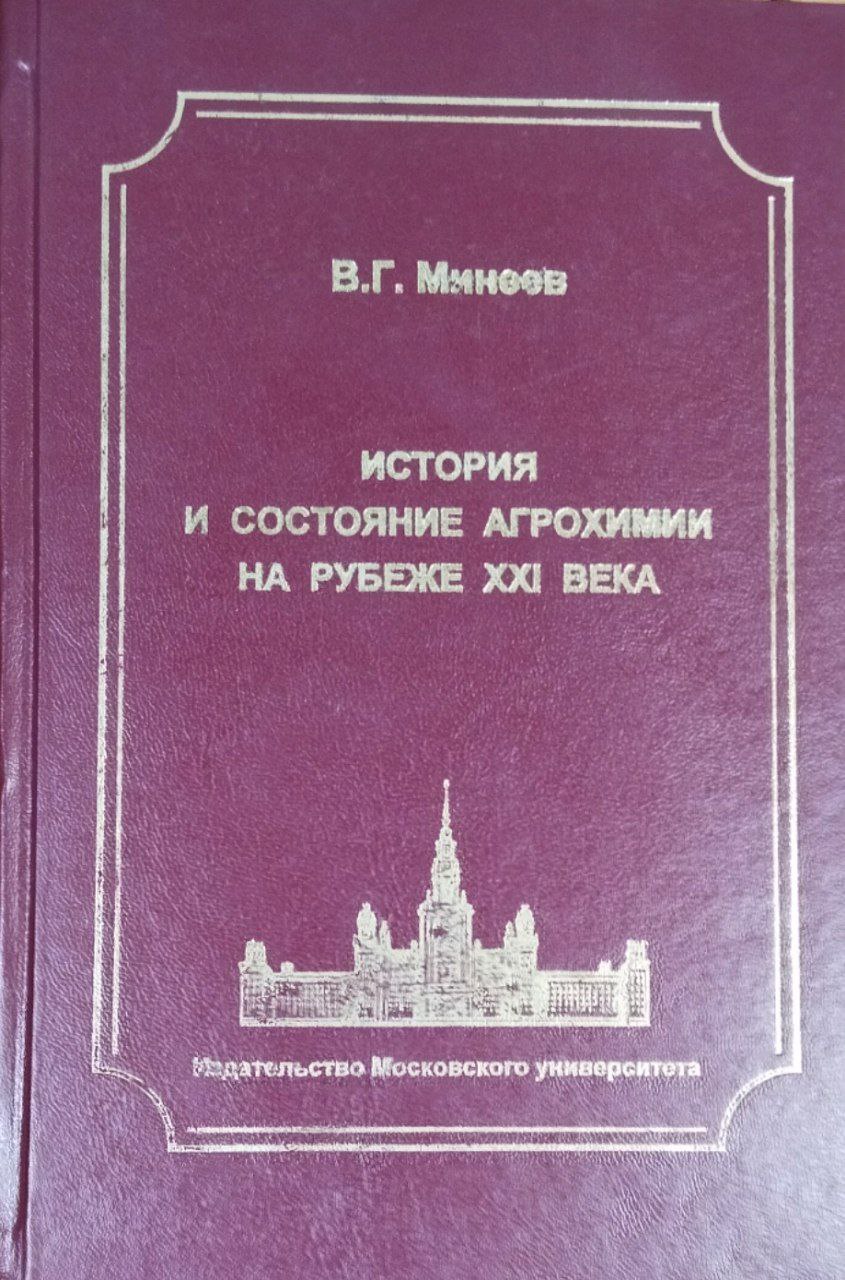 В.Г. Минеев
ИСТОРИЯ
И СОСТОЯНИЕ АГРОХИМИИ
НА РУБЕЖЕ XXI ВЕКА
Издательство Московского университета